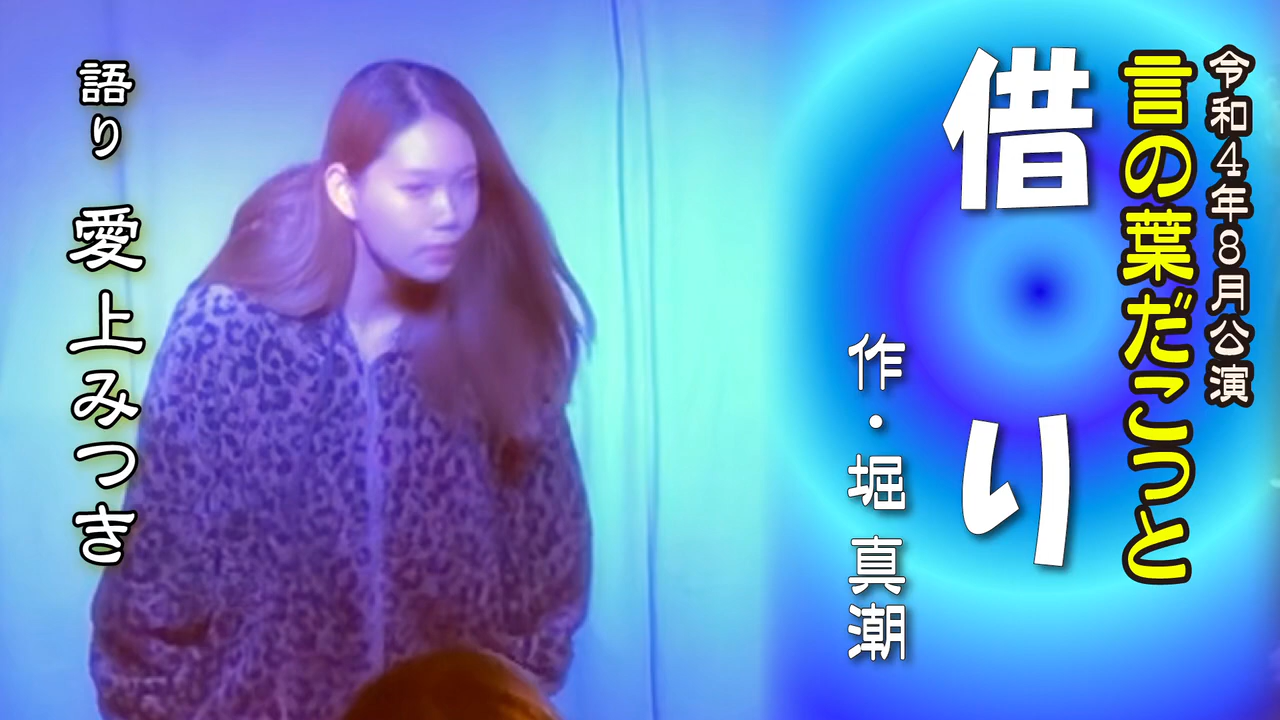 令和4年8月公演
言の葉だこつと
借り
作・堀 真潮
語り 愛上みつき